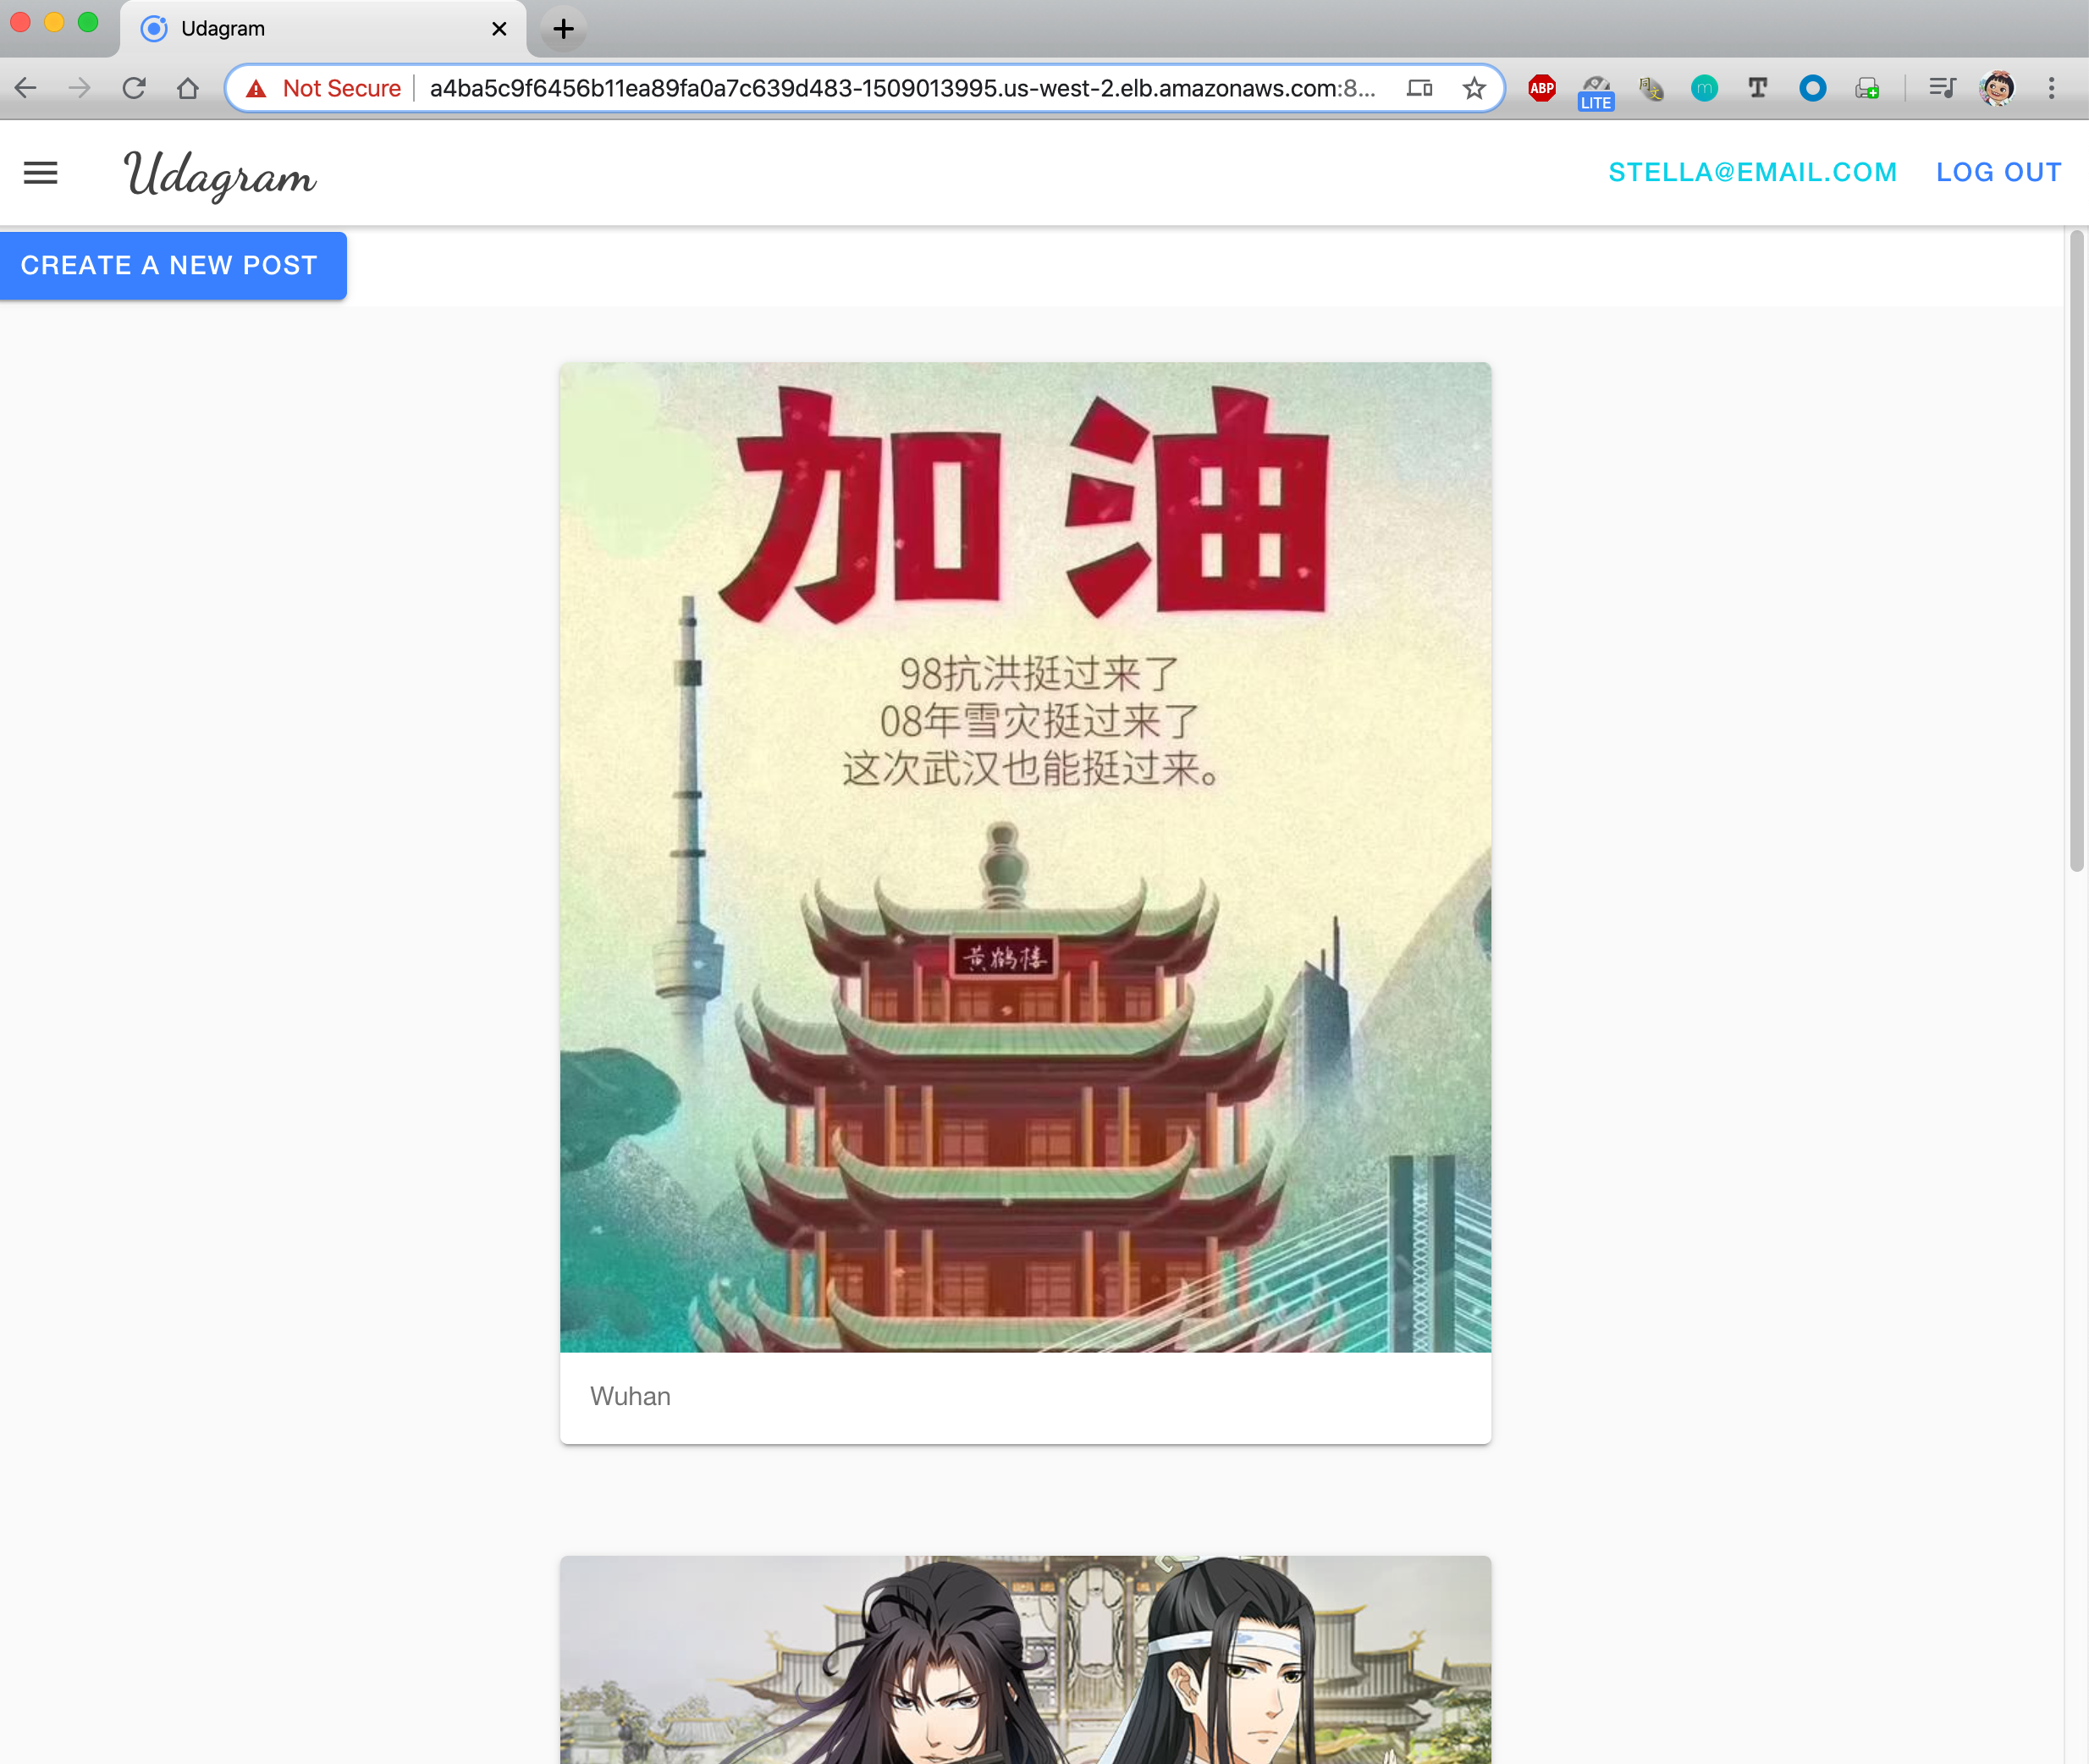 Udagram
Not Secure
a4ba5c9f6456b11ea89fa0a7c639d483-1509013995.us-west-2.elb.amazonaws.com:8...
ABP
LITE
m
T
Udagram
STELLA@EMAIL.COM
LOG OUT
CREATE A NEW POST
加油
98抗洪挺过来了
08年雪灾挺过来了
这次武汉也能挺过来。
黄鹤楼
Wuhan